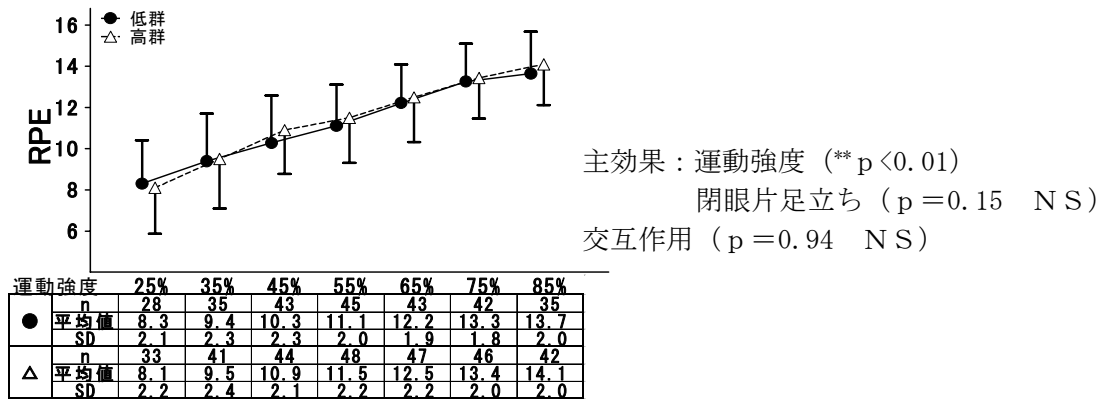 16
14
12
10
8
6
RPE
● 低群
△ 高群
主効果：運動強度（**p<0.01）
閉眼片足立ち（p＝0.15　ＮＳ）
交互作用（p＝0.94　ＮＳ）
運動強度 25% 35% 45% 55% 65% 75% 85%
n 28 35 43 45 43 42 35
● 平均値 8.3 9.4 10.3 11.1 12.2 13.3 13.7
SD 2.1 2.3 2.3 2.0 1.9 1.8 2.0
n 33 41 44 48 47 46 42
△ 平均値 8.1 9.5 10.9 11.5 12.5 13.4 14.1
SD 2.2 2.4 2.1 2.2 2.2 2.0 2.0